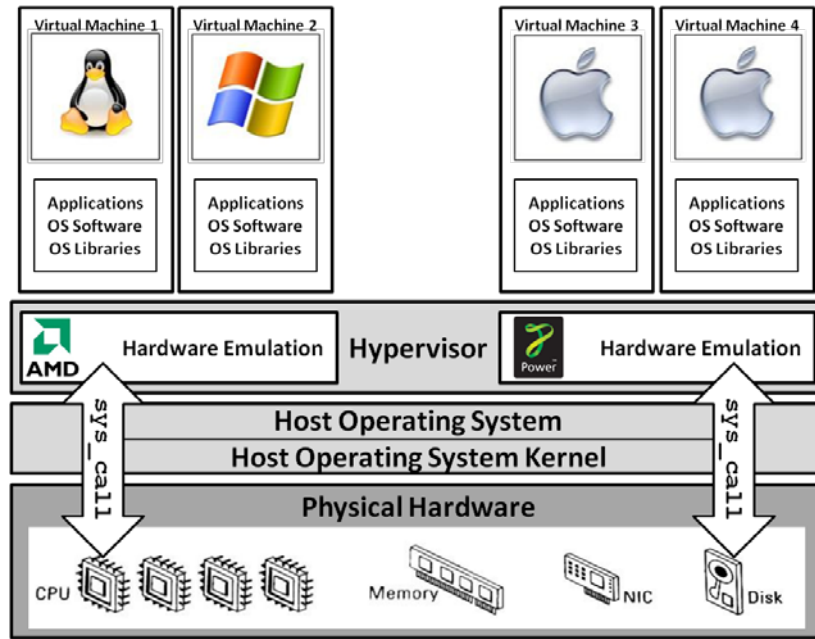 Virtual Machine 1
Virtual Machine 2
Virtual Machine 3
Virtual Machine 4
Applications
OS Software
OS Libraries
Applications
OS Software
OS Libraries
Applications
OS Software
OS Libraries
Applications
OS Software
OS Libraries
AMD
Hardware Emulation
Hypervisor
Power
Hardware Emulation
sys_call
sys_call
Host Operating System
Host Operating System Kernel
Physical Hardware
CPU
Memory
NIC
Disk